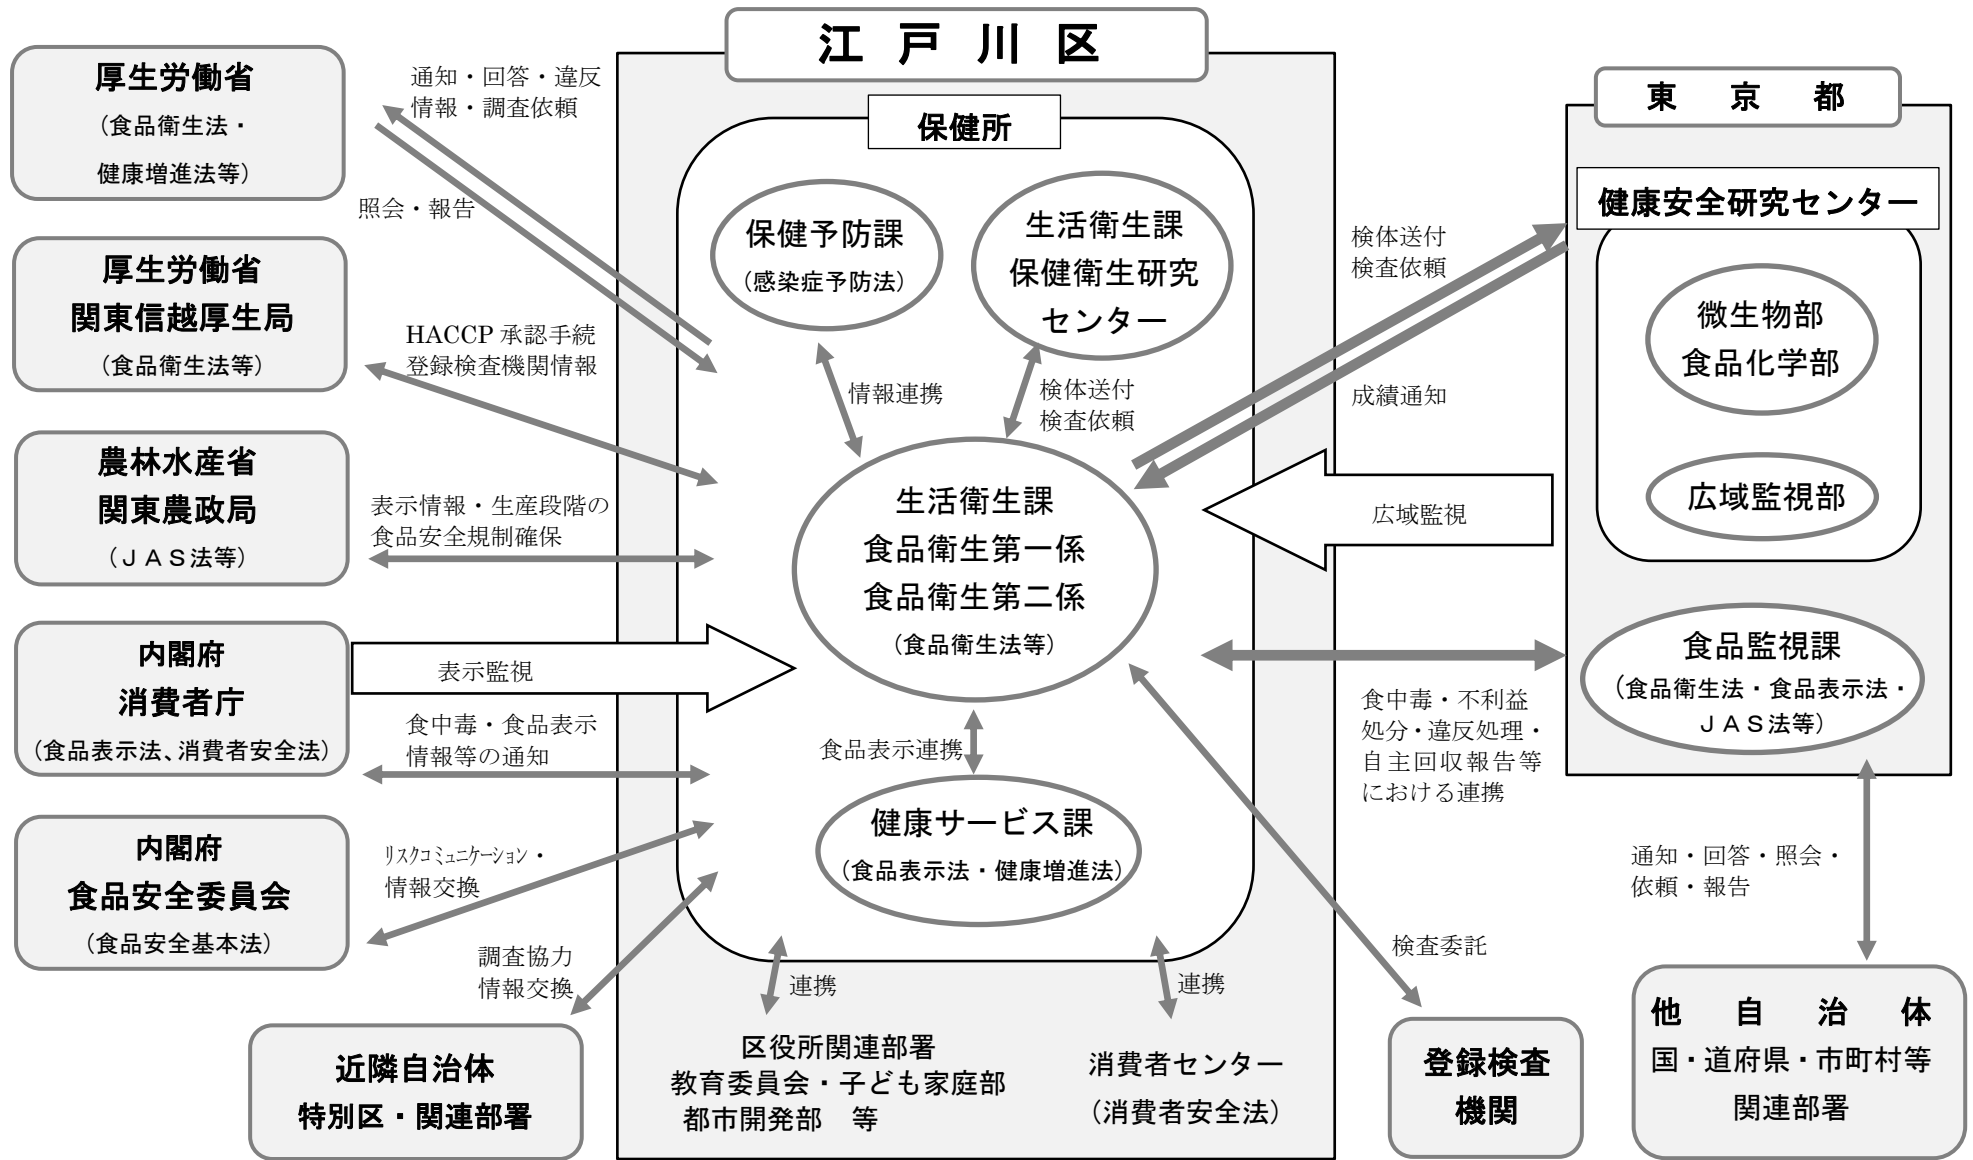 江戸川区
厚生労働省
（食品衛生法・
健康増進法等）
通知・回答・違反
情報・調査依頼
照会・報告
厚生労働省
関東信越厚生局
（食品衛生法等）
HACCP 承認手続
登録検査機関情報
農林水産省
関東農政局
（ＪＡＳ法等）
表示情報・生産段階の
食品安全規制確保
内閣府
消費者庁
（食品表示法、消費者安全法）
表示監視
食中毒・食品表示
情報等の通知
内閣府
食品安全委員会
（食品安全基本法）
ﾘｽｸｺﾐｭﾆｹｰｼｮﾝ・
情報交換
調査協力
情報交換
近隣自治体
特別区・関連部署
保健所
保健予防課
（感染症予防法）
生活衛生課
保健衛生研究
センター
情報連携
検体送付
検査依頼
生活衛生課
食品衛生第一係
食品衛生第二係
（食品衛生法等）
食品表示連携
健康サービス課
（食品表示法・健康増進法）
連携
連携
区役所関連部署
教育委員会・子ども家庭部
都市開発部　等
消費者センター
（消費者安全法）
検体送付
検査依頼
成績通知
広域監視
食中毒・不利益
処分・違反処理・
自主回収報告等
における連携
検査委託
登録検査
機関
東京都
健康安全研究センター
微生物部
食品化学部
広域監視部
食品監視課
（食品衛生法・食品表示法・
ＪＡＳ法等）
通知・回答・照会・
依頼・報告
他自治体
国・道府県・市町村等
関連部署